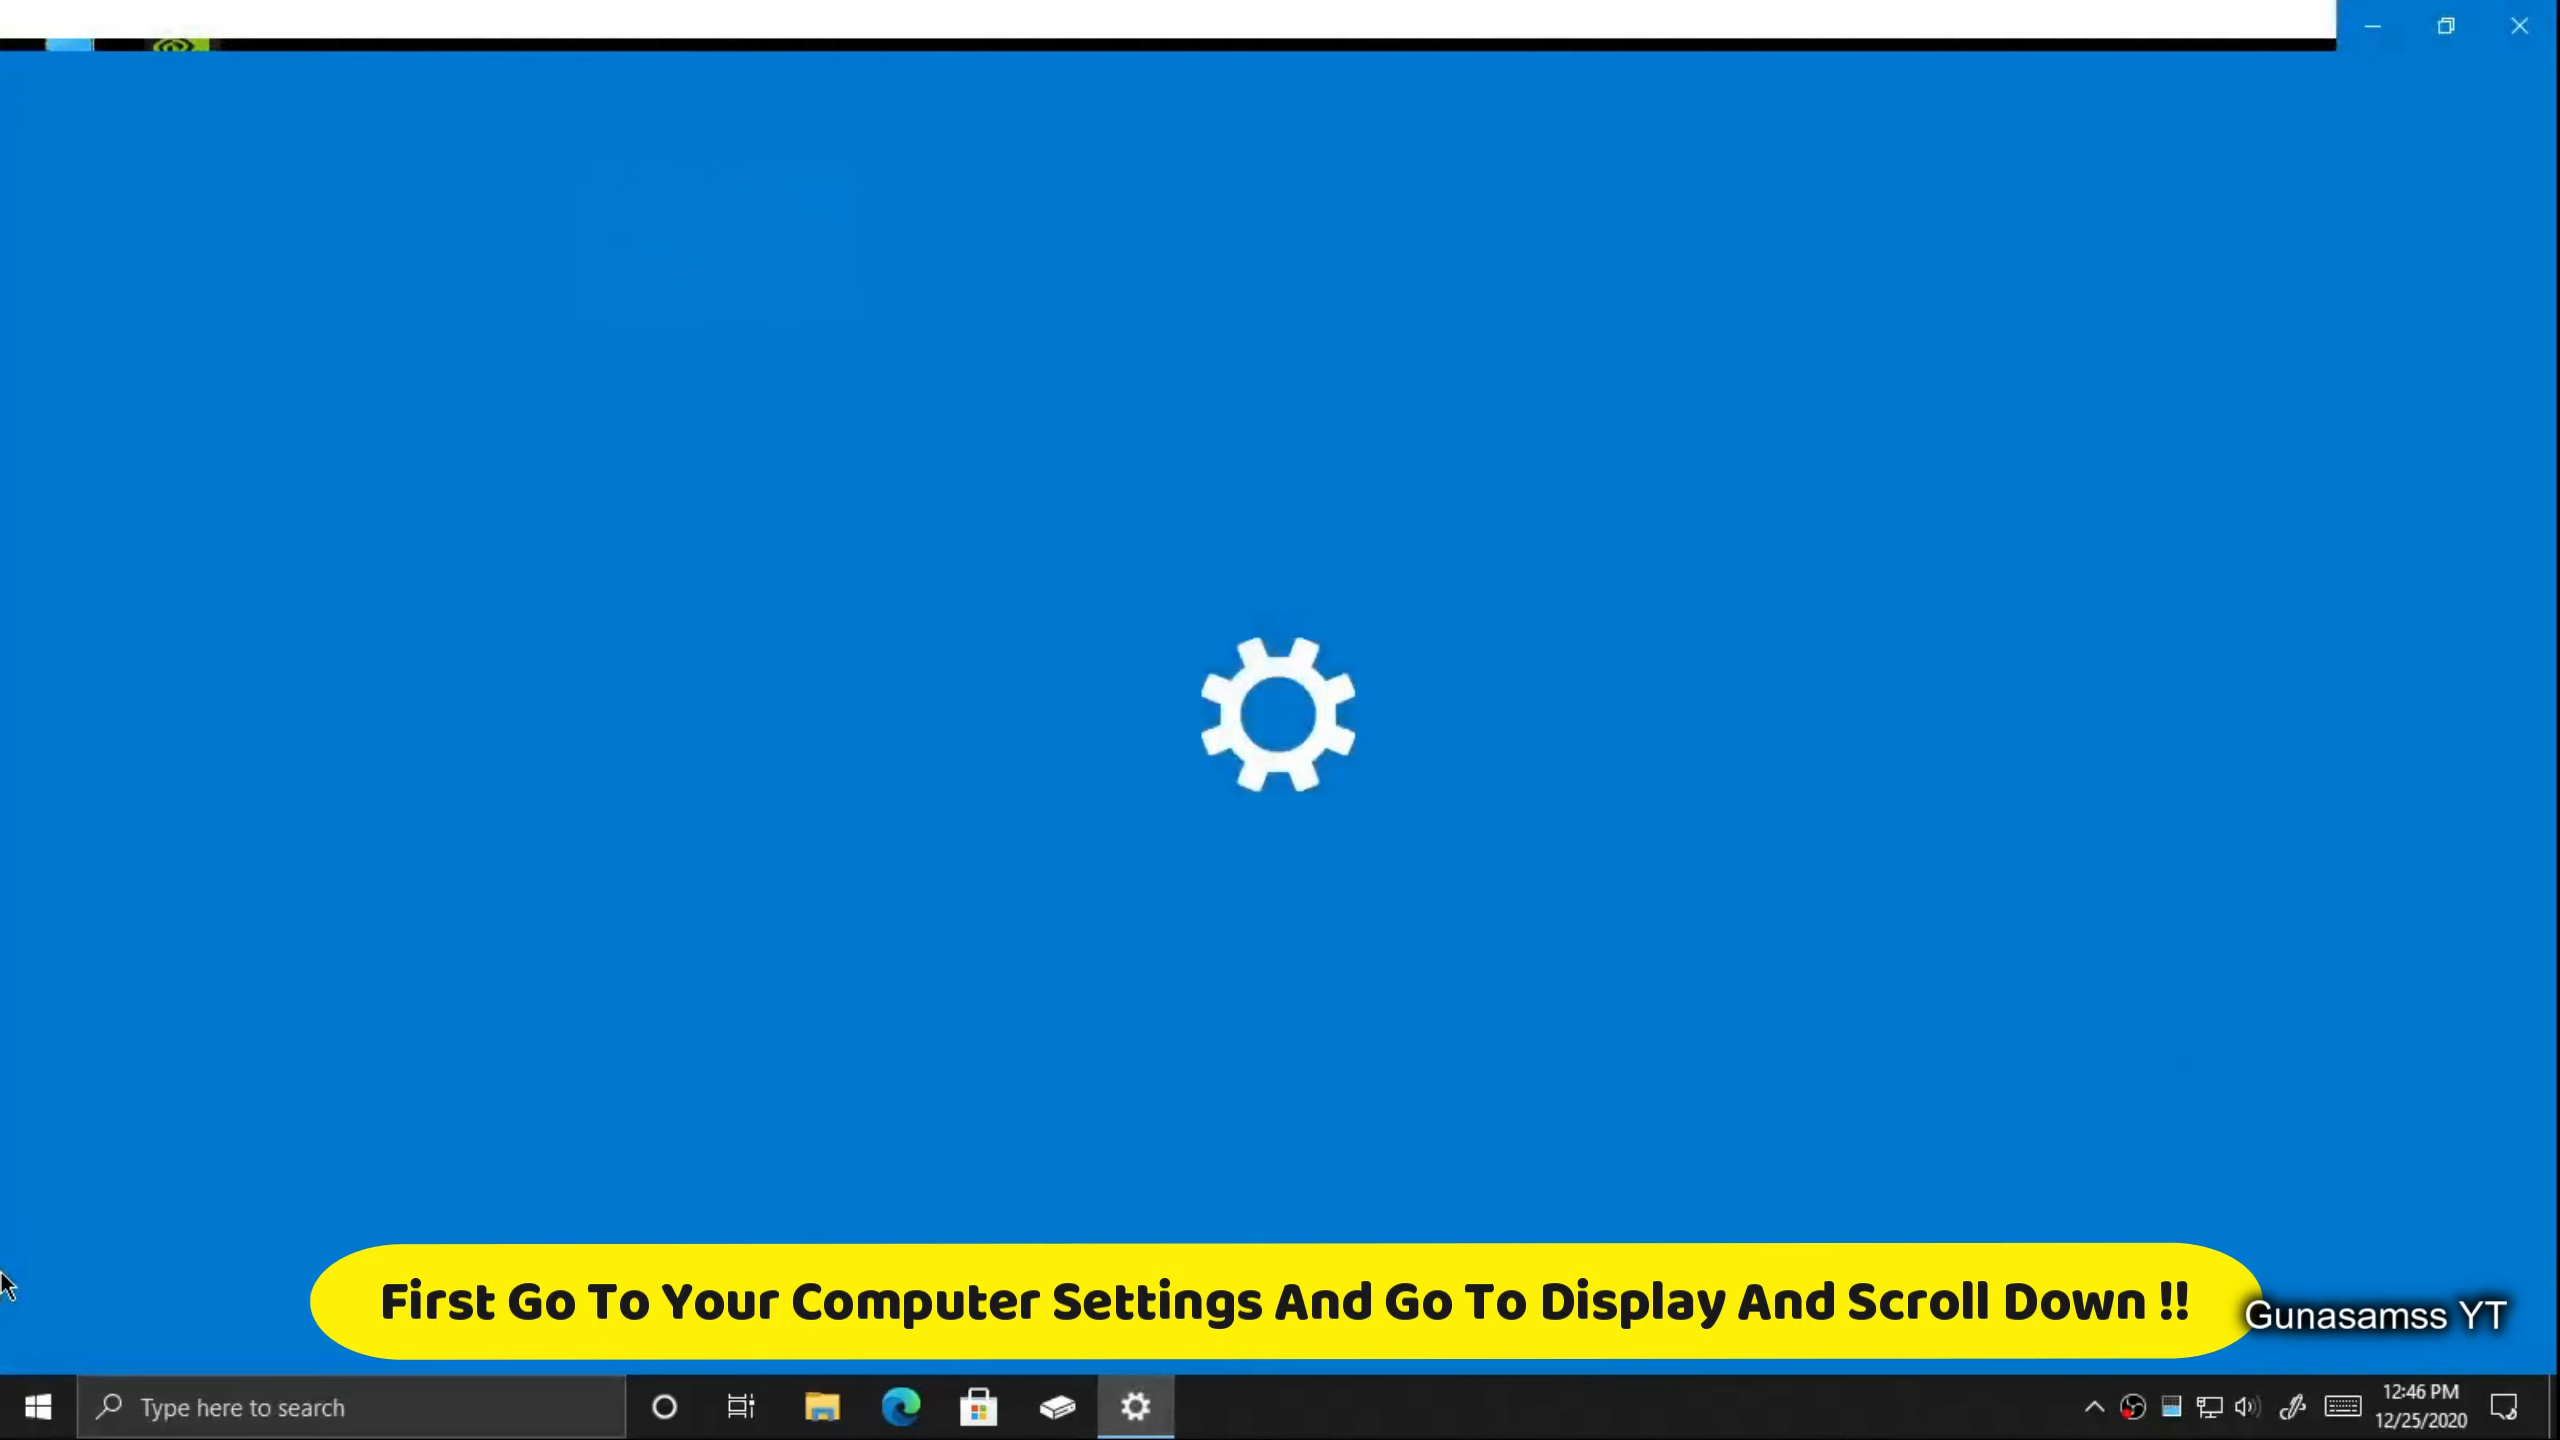 First Go To Your Computer Settings And Go To Display And Scroll Down !!
Gunasamss YT
Type here to search
12:46 PM
12/25/2020